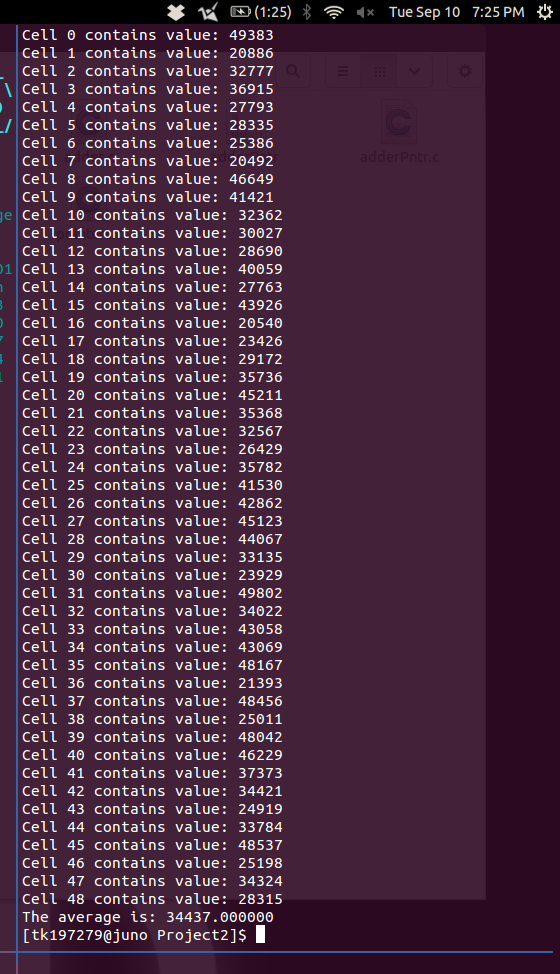 (1:25) Tue Sep 10 7:25 PM
Cell 0 contains value: 49383
Cell 1 contains value: 20886
Cell 2 contains value: 32777
Cell 3 contains value: 36915
Cell 4 contains value: 27793
Cell 5 contains value: 28335
Cell 6 contains value: 25386
Cell 7 contains value: 20492
Cell 8 contains value: 46649
Cell 9 contains value: 41421
Cell 10 contains value: 32362
Cell 11 contains value: 30027
Cell 12 contains value: 28690
Cell 13 contains value: 40059
Cell 14 contains value: 27763
Cell 15 contains value: 43926
Cell 16 contains value: 20540
Cell 17 contains value: 23426
Cell 18 contains value: 29172
Cell 19 contains value: 35736
Cell 20 contains value: 45211
Cell 21 contains value: 35368
Cell 22 contains value: 32567
Cell 23 contains value: 26429
Cell 24 contains value: 35782
Cell 25 contains value: 41530
Cell 26 contains value: 42862
Cell 27 contains value: 45123
Cell 28 contains value: 44067
Cell 29 contains value: 33135
Cell 30 contains value: 23929
Cell 31 contains value: 49802
Cell 32 contains value: 34022
Cell 33 contains value: 43058
Cell 34 contains value: 43069
Cell 35 contains value: 48167
Cell 36 contains value: 21393
Cell 37 contains value: 48456
Cell 38 contains value: 25011
Cell 39 contains value: 48042
Cell 40 contains value: 46229
Cell 41 contains value: 37373
Cell 42 contains value: 34421
Cell 43 contains value: 24919
Cell 44 contains value: 33784
Cell 45 contains value: 48537
Cell 46 contains value: 25198
Cell 47 contains value: 34324
Cell 48 contains value: 28315
The average is: 34437.000000
[tk197279@juno Project2]$
adderPntr.c